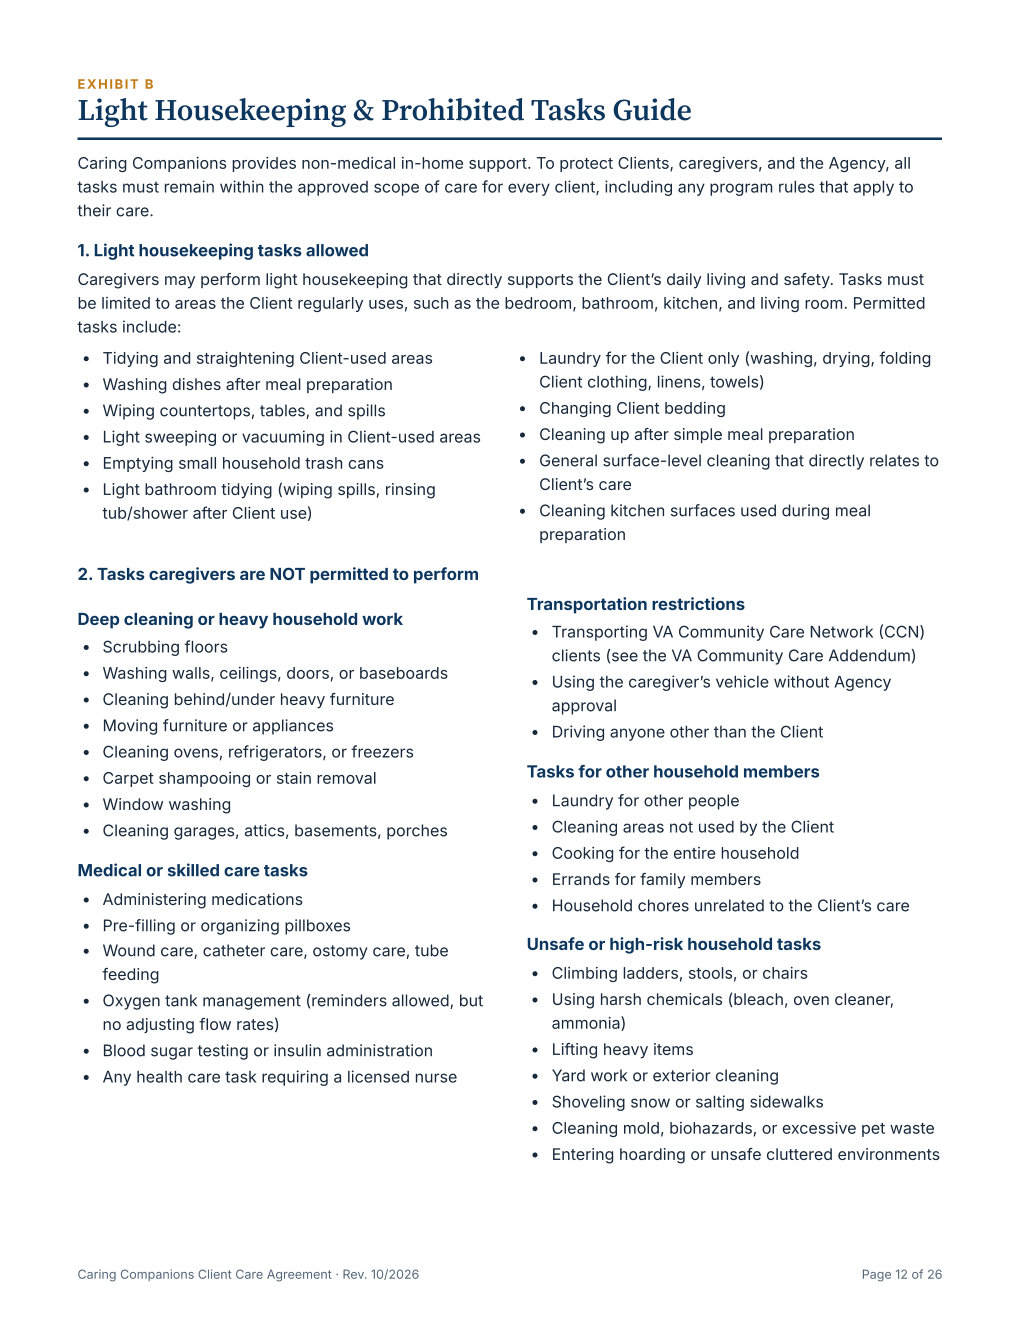 EXHIBIT B
Light Housekeeping & Prohibited Tasks Guide
Caring Companions provides non-medical in-home support. To protect Clients, caregivers, and the Agency, all
tasks must remain within the approved scope of care for every client, including any program rules that apply to
their care.
1. Light housekeeping tasks allowed
Caregivers may perform light housekeeping that directly supports the Client’s daily living and safety. Tasks must
be limited to areas the Client regularly uses, such as the bedroom, bathroom, kitchen, and living room. Permitted
tasks include:
• Tidying and straightening Client-used areas
• Washing dishes after meal preparation
• Wiping countertops, tables, and spills
• Light sweeping or vacuuming in Client-used areas
• Emptying small household trash cans
• Light bathroom tidying (wiping spills, rinsing
tub/shower after Client use)
• Laundry for the Client only (washing, drying, folding
Client clothing, linens, towels)
• Changing Client bedding
• Cleaning up after simple meal preparation
• General surface-level cleaning that directly relates to
Client’s care
• Cleaning kitchen surfaces used during meal
preparation
2. Tasks caregivers are NOT permitted to perform
Deep cleaning or heavy household work
• Scrubbing floors
• Washing walls, ceilings, doors, or baseboards
• Cleaning behind/under heavy furniture
• Moving furniture or appliances
• Cleaning ovens, refrigerators, or freezers
• Carpet shampooing or stain removal
• Window washing
• Cleaning garages, attics, basements, porches
Medical or skilled care tasks
• Administering medications
• Pre-filling or organizing pillboxes
• Wound care, catheter care, ostomy care, tube
feeding
• Oxygen tank management (reminders allowed, but
no adjusting flow rates)
• Blood sugar testing or insulin administration
• Any health care task requiring a licensed nurse
Transportation restrictions
• Transporting VA Community Care Network (CCN)
clients (see the VA Community Care Addendum)
• Using the caregiver’s vehicle without Agency
approval
• Driving anyone other than the Client
Tasks for other household members
• Laundry for other people
• Cleaning areas not used by the Client
• Cooking for the entire household
• Errands for family members
• Household chores unrelated to the Client’s care
Unsafe or high-risk household tasks
• Climbing ladders, stools, or chairs
• Using harsh chemicals (bleach, oven cleaner,
ammonia)
• Lifting heavy items
• Yard work or exterior cleaning
• Shoveling snow or salting sidewalks
• Cleaning mold, biohazards, or excessive pet waste
• Entering hoarding or unsafe cluttered environments
Caring Companions Client Care Agreement · Rev. 10/2026
Page 12 of 26